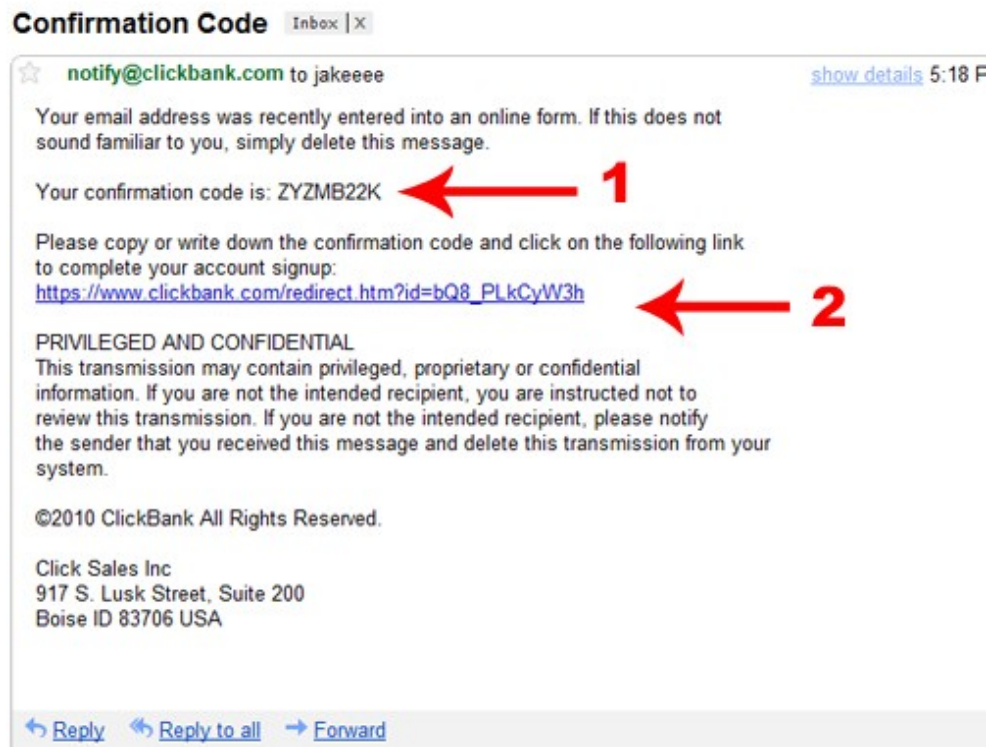 Confirmation Code Inbox | X
notify@clickbank.com to jakeeee show details 5:18 P
Your email address was recently entered into an online form. If this does not
sound familiar to you, simply delete this message.
Your confirmation code is: ZYZMB22K 1
Please copy or write down the confirmation code and click on the following link
to complete your account signup:
https://www.clickbank.com/redirect.htm?id=bQ8_PLkCyW3h 2
PRIVILEGED AND CONFIDENTIAL
This transmission may contain privileged, proprietary or confidential
information. If you are not the intended recipient, you are instructed not to
review this transmission. If you are not the intended recipient, please notify
the sender that you received this message and delete this transmission from your
system.
©2010 ClickBank All Rights Reserved.
Click Sales Inc
917 S. Lusk Street, Suite 200
Boise ID 83706 USA
Reply Reply to all Forward